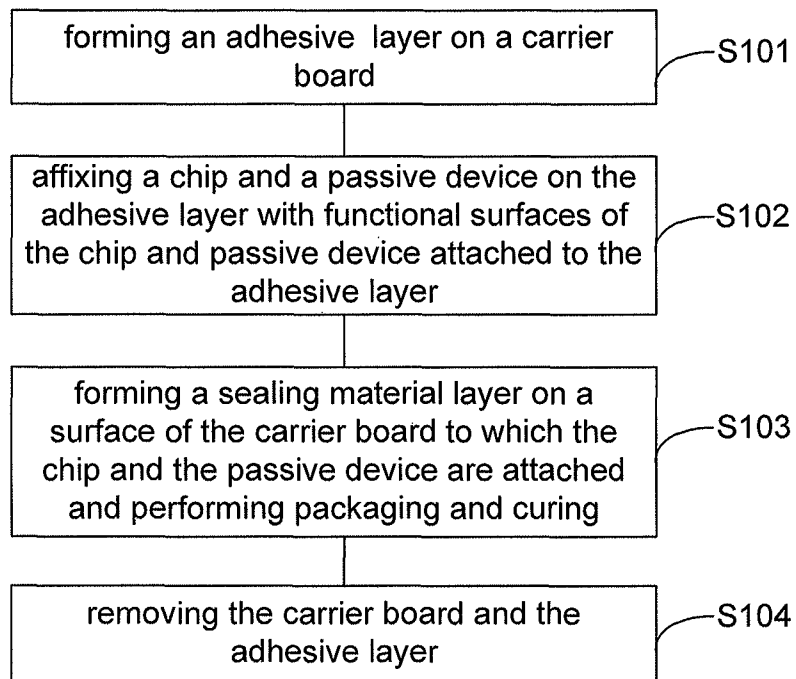 forming an adhesive layer on a carrier
board
S101
affixing a chip and a passive device on the
adhesive layer with functional surfaces of
the chip and passive device attached to the
adhesive layer
S102
forming a sealing material layer on a
surface of the carrier board to which the
chip and the passive device are attached
and performing packaging and curing
S103
removing the carrier board and the
adhesive layer
S104